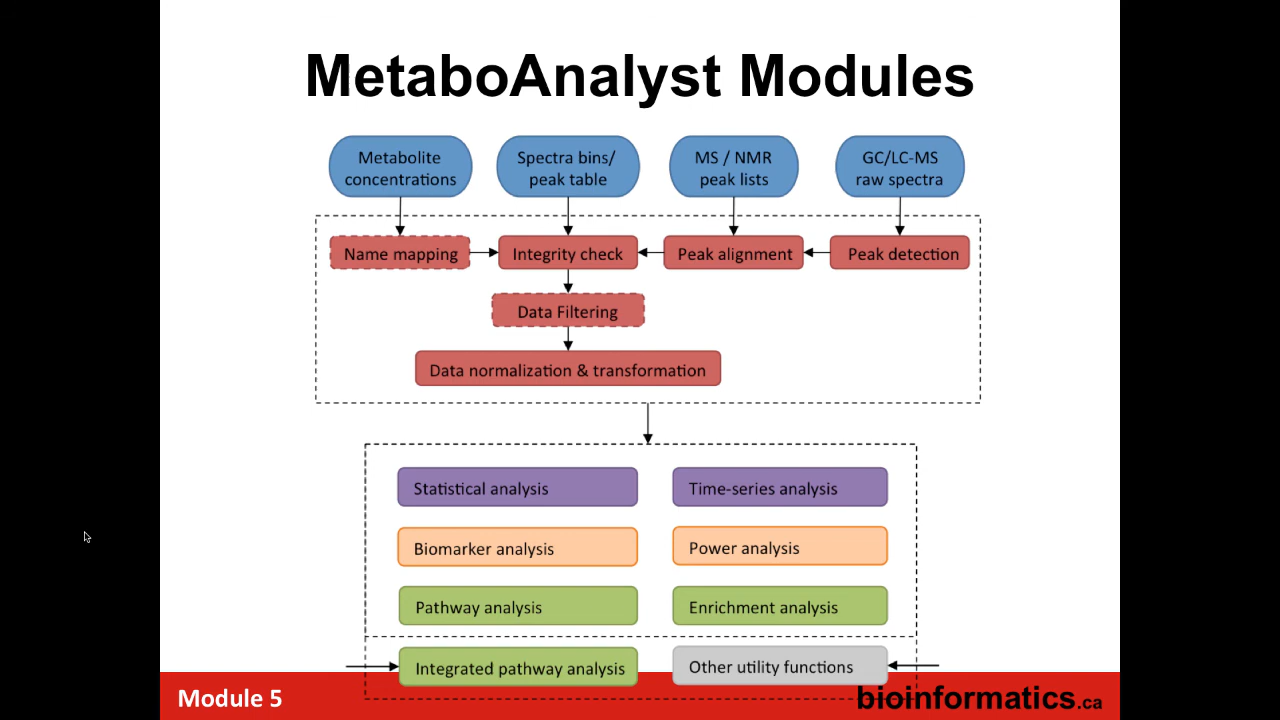 MetaboAnalyst Modules
Metabolite
concentrations
Spectra bins/
peak table
MS / NMR
peak lists
GC/LC-MS
raw spectra
Name mapping
Integrity check
Peak alignment
Peak detection
Data Filtering
Data normalization & transformation
Statistical analysis
Time-series analysis
Biomarker analysis
Power analysis
Pathway analysis
Enrichment analysis
Integrated pathway analysis
Other utility functions
Module 5
bioinformatics.ca